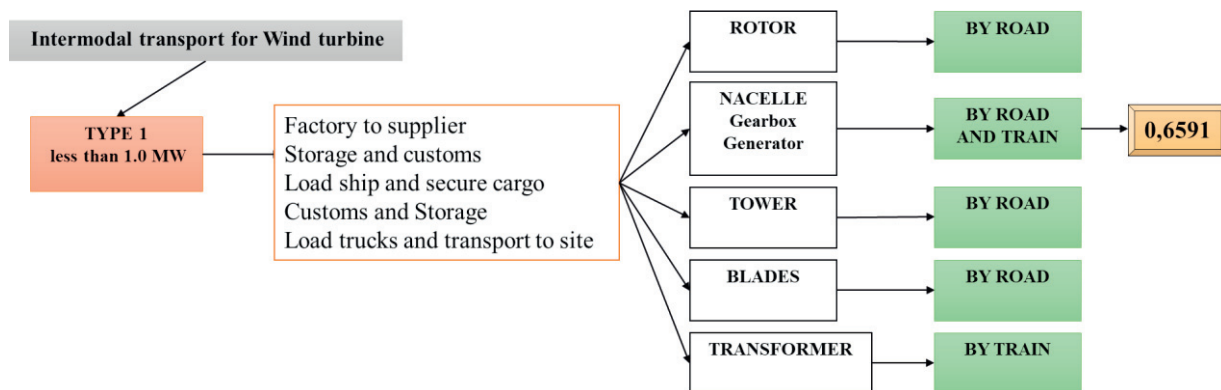 Intermodal transport for Wind turbine
TYPE 1
less than 1.0 MW
Factory to supplier
Storage and customs
Load ship and secure cargo
Customs and Storage
Load trucks and transport to site
ROTOR
BY ROAD
NACELLE
Gearbox
Generator
BY ROAD
AND TRAIN
0,6591
TOWER
BY ROAD
BLADES
BY ROAD
TRANSFORMER
BY TRAIN